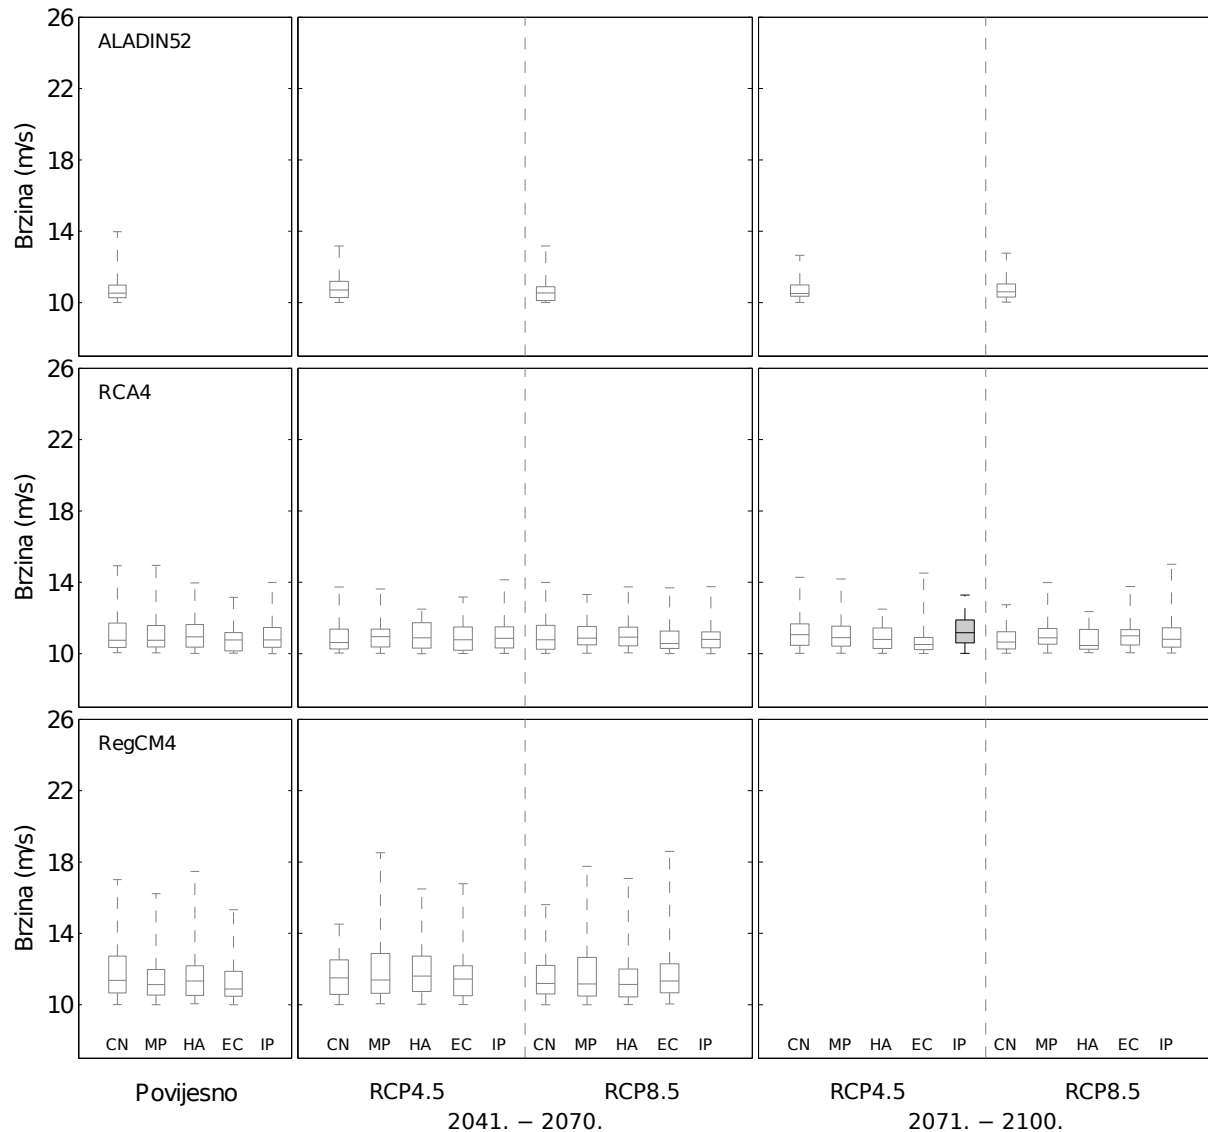 26
ALADIN52
22
18
14
10
Brzina (m/s)
26
RCA4
22
18
14
10
Brzina (m/s)
26
RegCM4
22
18
14
10
Brzina (m/s)
CN MP HA EC IP CN MP HA EC IP CN MP HA EC IP CN MP HA EC IP CN MP HA EC IP
Povijesno RCP4.5 RCP8.5 RCP4.5 RCP8.5
2041. – 2070. 2071. – 2100.